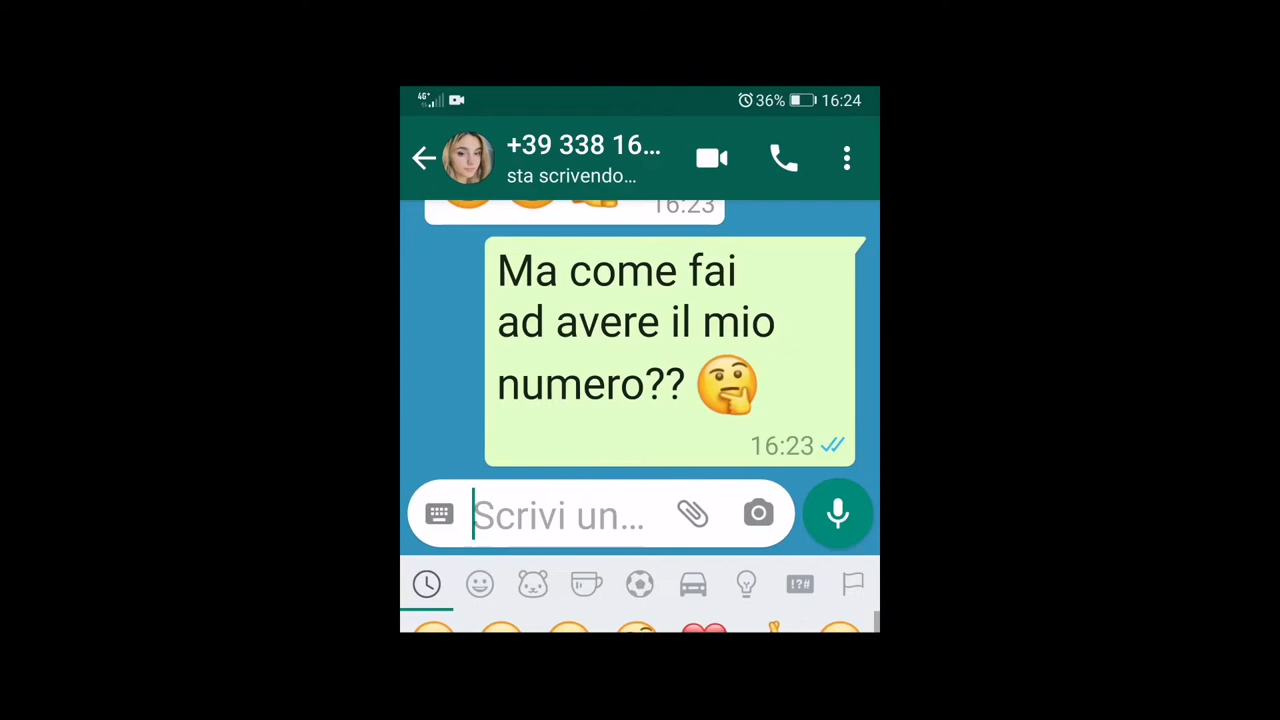 4G+ 36% 16:24
+39 338 16...
sta scrivendo...
16:23
Ma come fai
ad avere il mio
numero?? 🤔
16:23
Scrivi un...
!?#